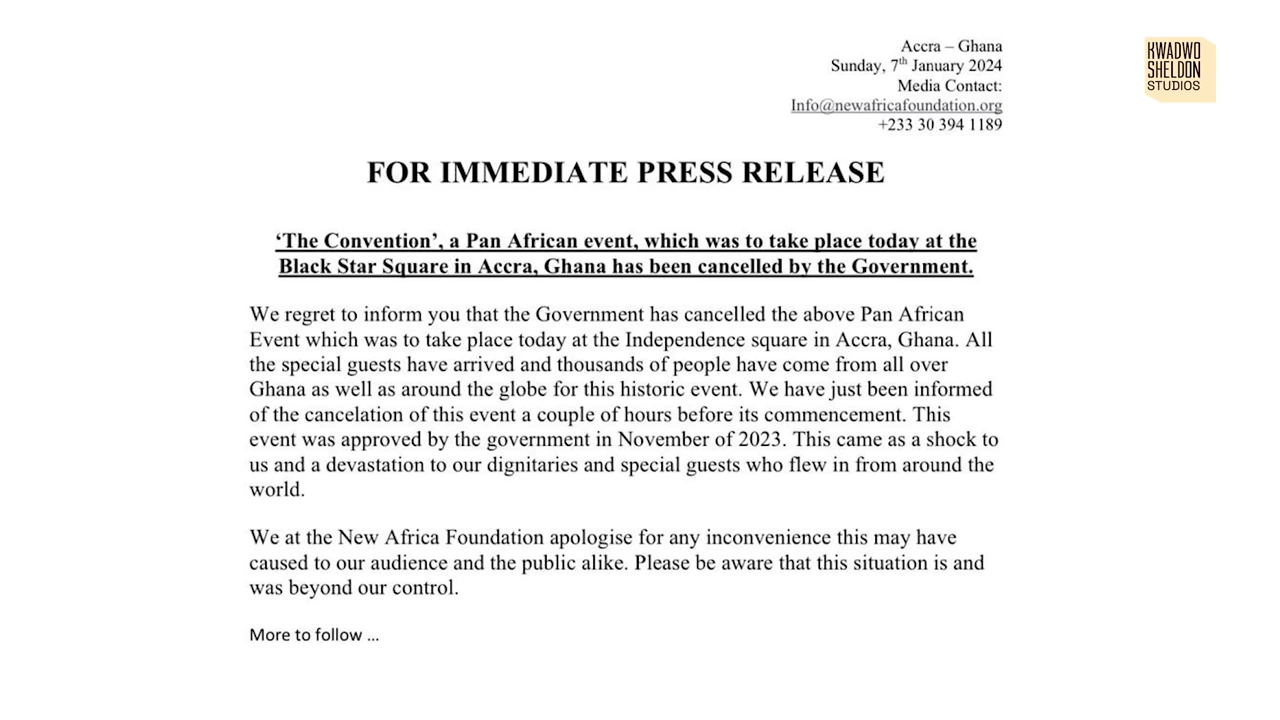 Accra – Ghana
Sunday, 7th January 2024
Media Contact:
Info@newafricafoundation.org
+233 30 394 1189
KWADWO
SHELDON
STUDIOS
FOR IMMEDIATE PRESS RELEASE
‘The Convention’, a Pan African event, which was to take place today at the
Black Star Square in Accra, Ghana has been cancelled by the Government.
We regret to inform you that the Government has cancelled the above Pan African
Event which was to take place today at the Independence square in Accra, Ghana. All
the special guests have arrived and thousands of people have come from all over
Ghana as well as around the globe for this historic event. We have just been informed
of the cancelation of this event a couple of hours before its commencement. This
event was approved by the government in November of 2023. This came as a shock to
us and a devastation to our dignitaries and special guests who flew in from around the
world.
We at the New Africa Foundation apologise for any inconvenience this may have
caused to our audience and the public alike. Please be aware that this situation is and
was beyond our control.
More to follow ...